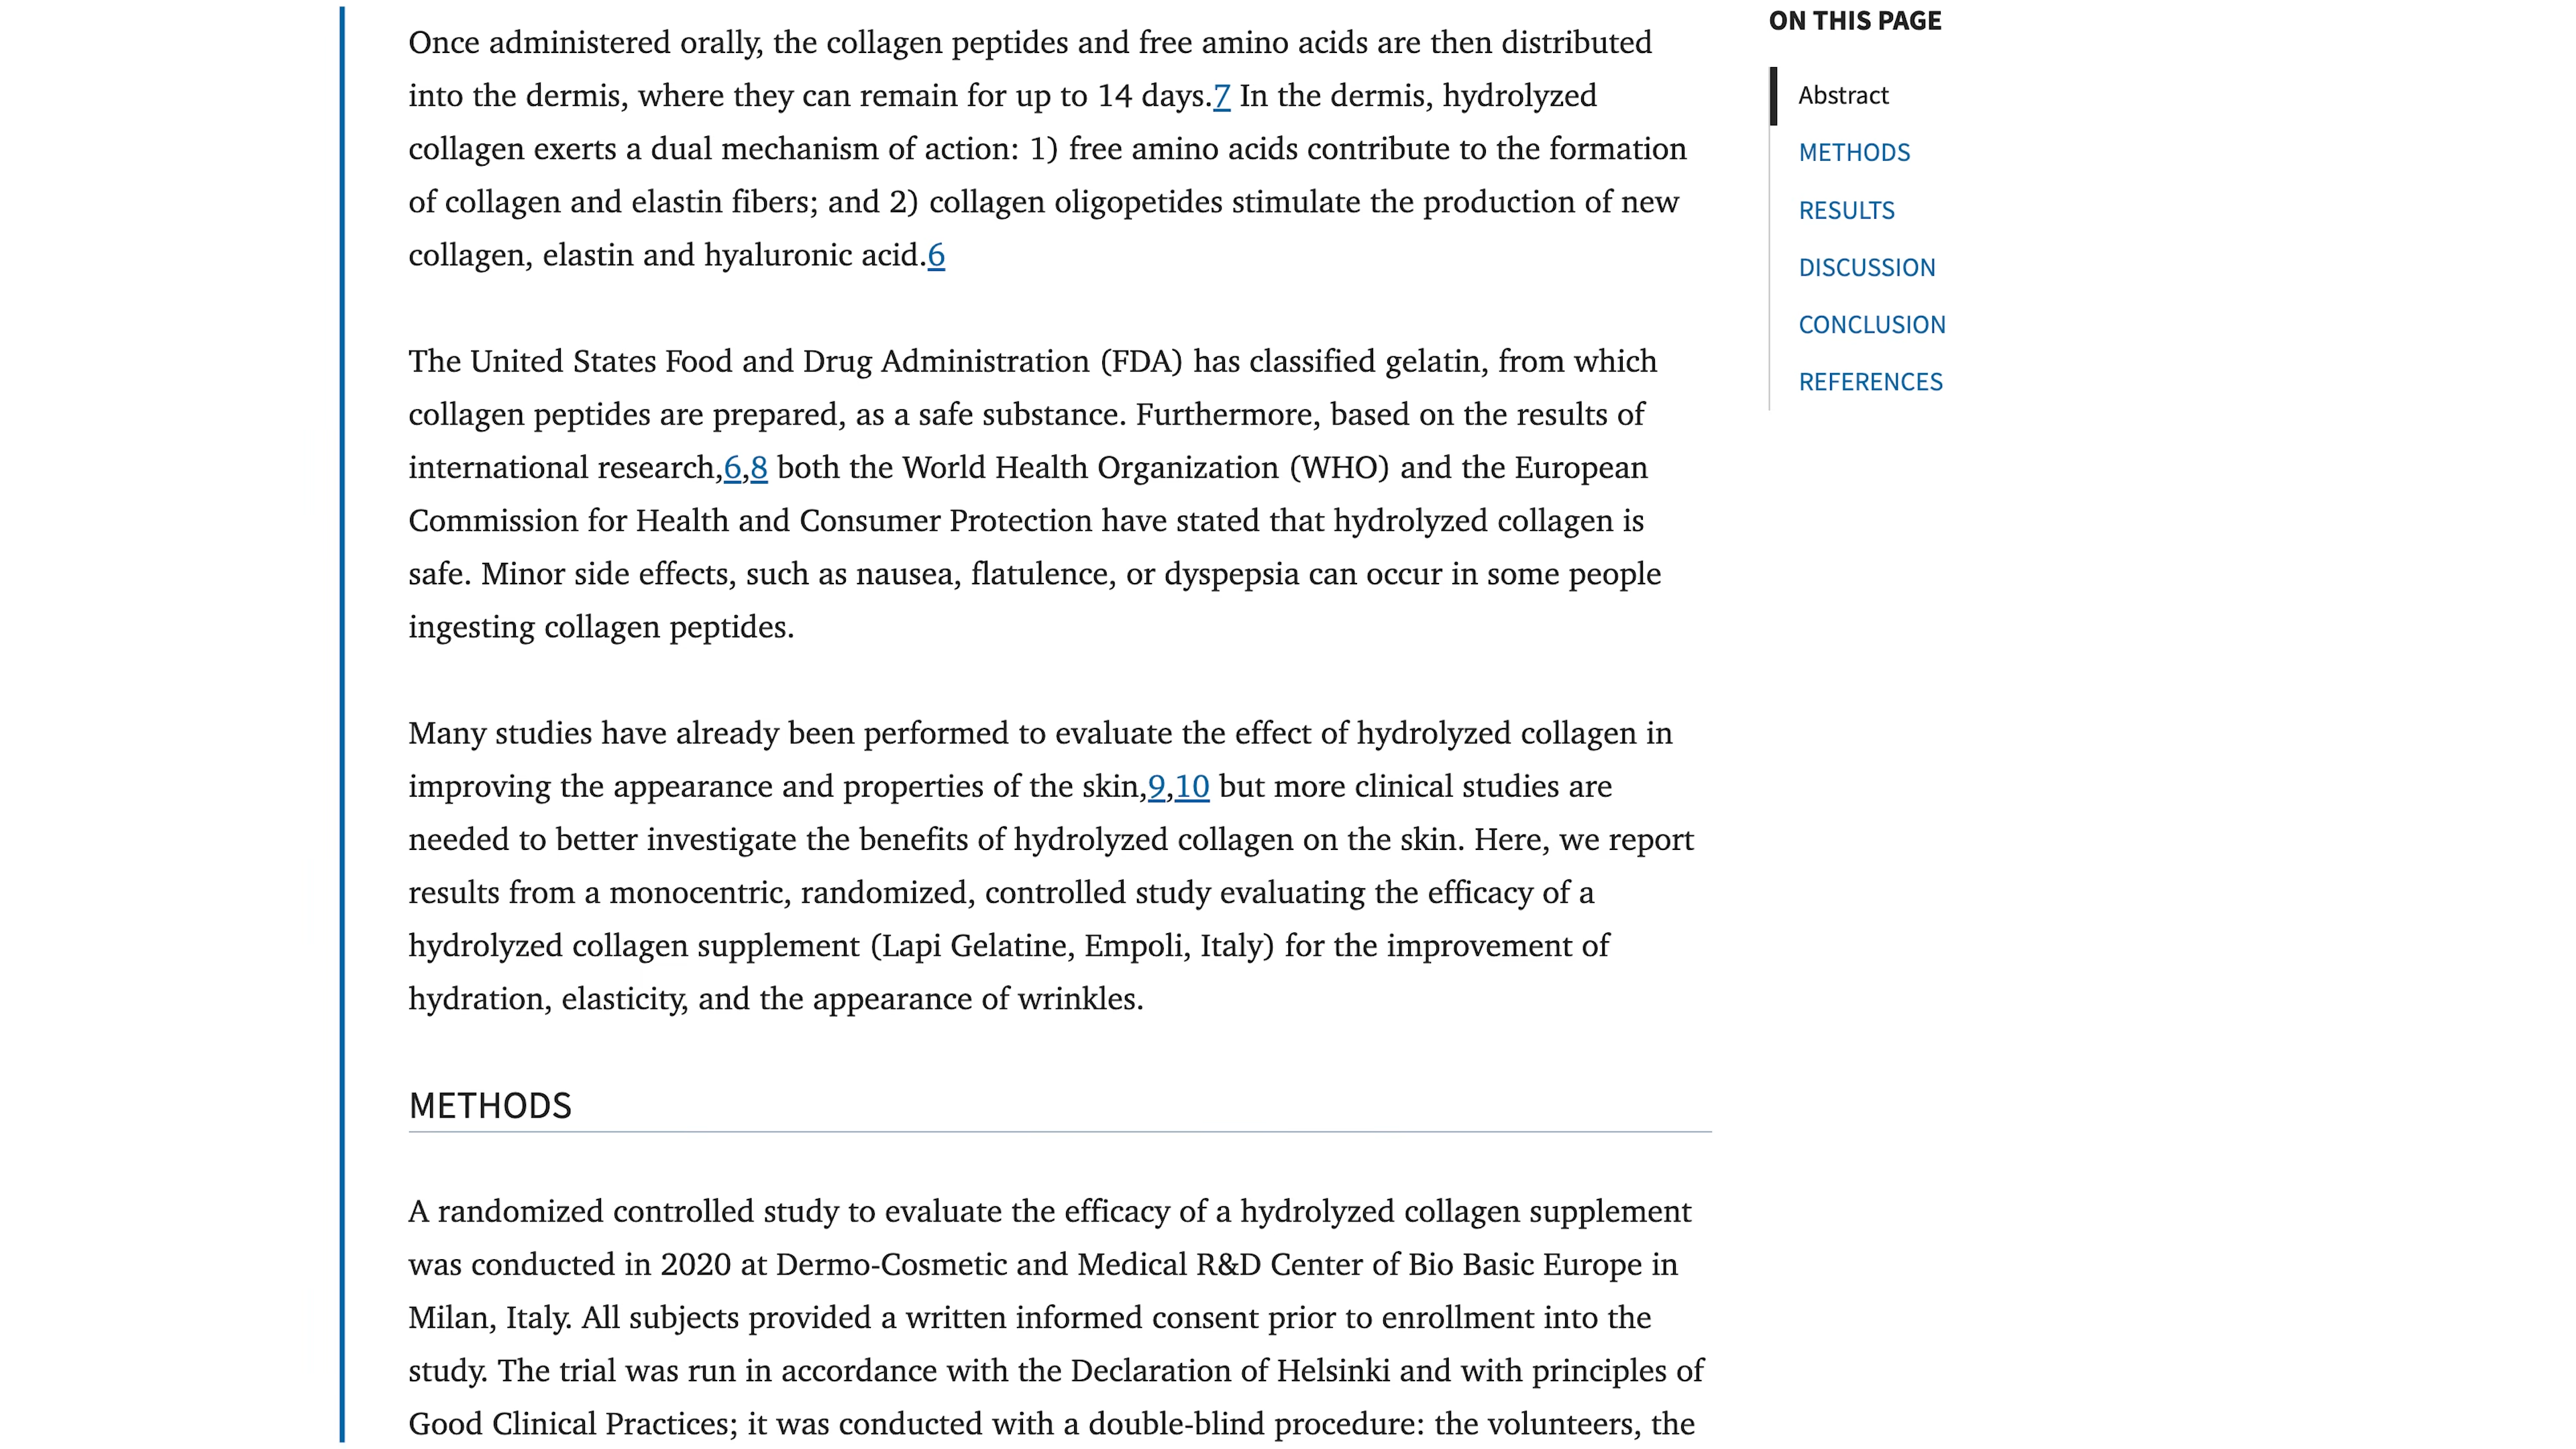 Once administered orally, the collagen peptides and free amino acids are then distributed
into the dermis, where they can remain for up to 14 days.7 In the dermis, hydrolyzed
collagen exerts a dual mechanism of action: 1) free amino acids contribute to the formation
of collagen and elastin fibers; and 2) collagen oligopetides stimulate the production of new
collagen, elastin and hyaluronic acid.6
The United States Food and Drug Administration (FDA) has classified gelatin, from which
collagen peptides are prepared, as a safe substance. Furthermore, based on the results of
international research,6,8 both the World Health Organization (WHO) and the European
Commission for Health and Consumer Protection have stated that hydrolyzed collagen is
safe. Minor side effects, such as nausea, flatulence, or dyspepsia can occur in some people
ingesting collagen peptides.
Many studies have already been performed to evaluate the effect of hydrolyzed collagen in
improving the appearance and properties of the skin,9,10 but more clinical studies are
needed to better investigate the benefits of hydrolyzed collagen on the skin. Here, we report
results from a monocentric, randomized, controlled study evaluating the efficacy of a
hydrolyzed collagen supplement (Lapi Gelatine, Empoli, Italy) for the improvement of
hydration, elasticity, and the appearance of wrinkles.
METHODS
A randomized controlled study to evaluate the efficacy of a hydrolyzed collagen supplement
was conducted in 2020 at Dermo-Cosmetic and Medical R&D Center of Bio Basic Europe in
Milan, Italy. All subjects provided a written informed consent prior to enrollment into the
study. The trial was run in accordance with the Declaration of Helsinki and with principles of
Good Clinical Practices; it was conducted with a double-blind procedure: the volunteers, the
ON THIS PAGE
Abstract
METHODS
RESULTS
DISCUSSION
CONCLUSION
REFERENCES